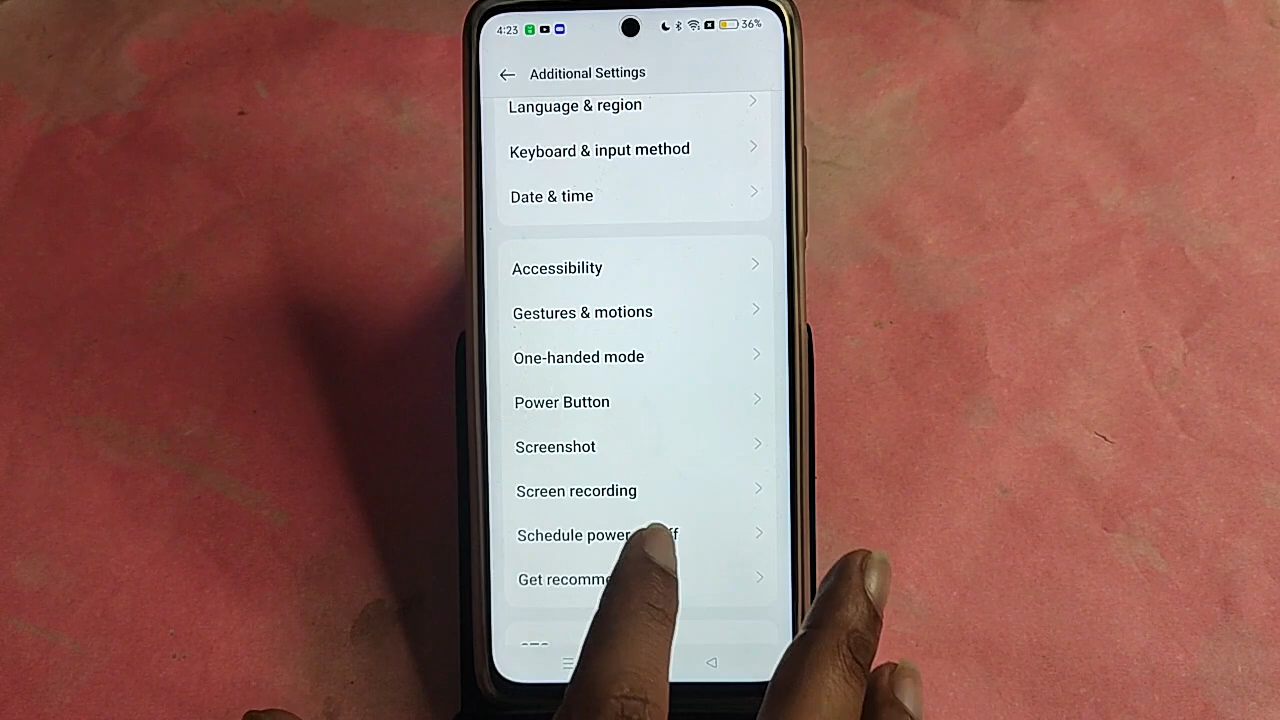 4:23 36%
Additional Settings
Language & region
Keyboard & input method
Date & time
Accessibility
Gestures & motions
One-handed mode
Power Button
Screenshot
Screen recording
Schedule power
Get